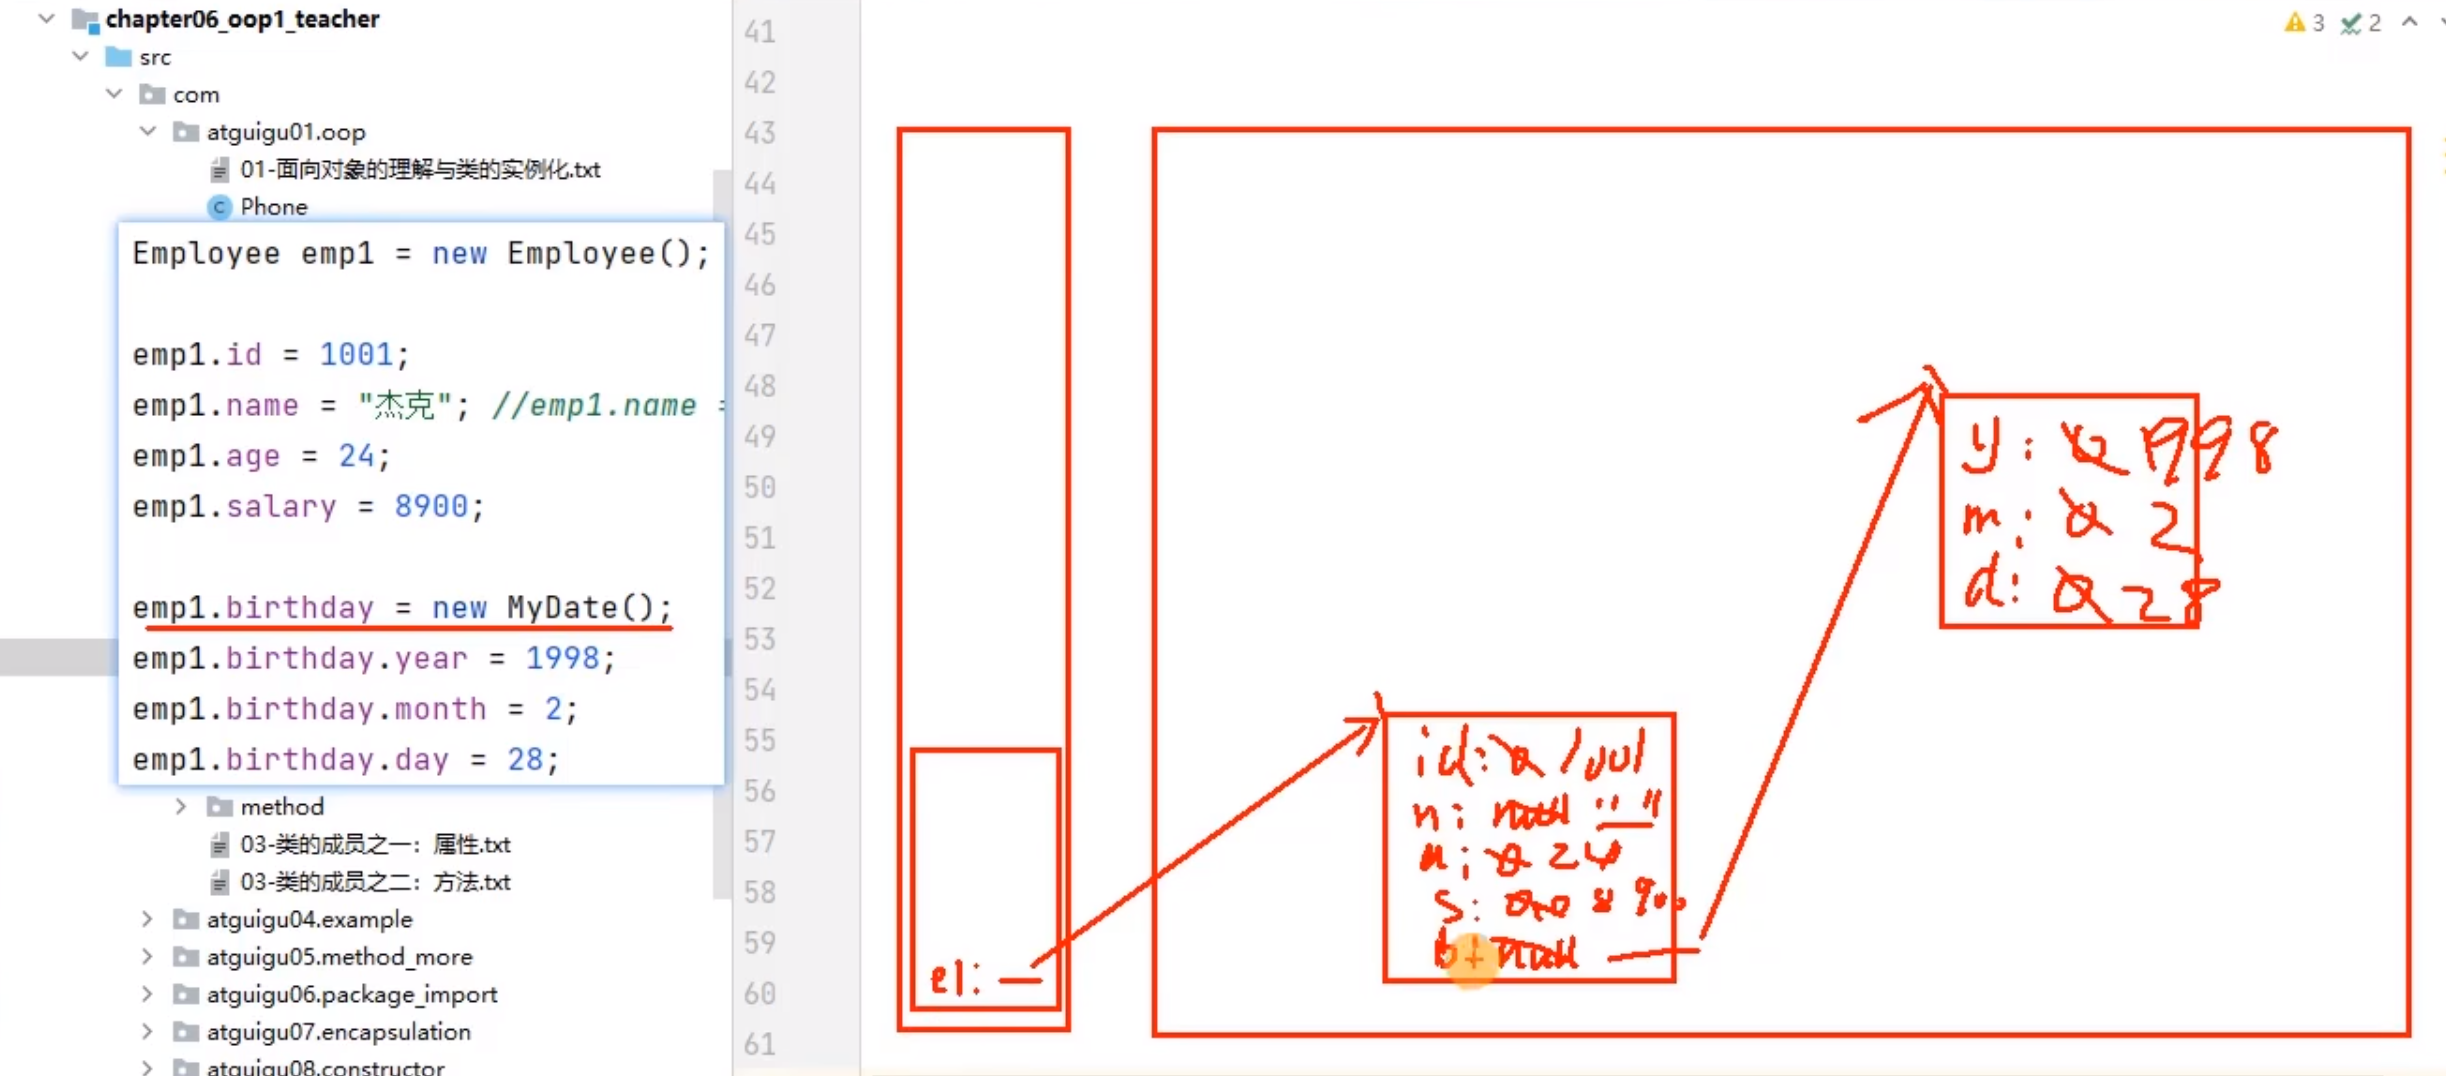 chapter06_oop1_teacher
src
com
atguigu01.oop
01-面向对象的理解与类的实例化.txt
Phone
Employee emp1 = new Employee();
emp1.id = 1001;
emp1.name = "杰克"; //emp1.name =
emp1.age = 24;
emp1.salary = 8900;
emp1.birthday = new MyDate();
emp1.birthday.year = 1998;
emp1.birthday.month = 2;
emp1.birthday.day = 28;
method
03-类的成员之一：属性.txt
03-类的成员之二：方法.txt
atguigu04.example
atguigu05.method_more
atguigu06.package_import
atguigu07.encapsulation
atguigu08.constructor
41
42
43
44
45
46
47
48
49
50
51
52
53
54
55
56
57
58
59
60
61
3 2
e1: —
id: 0 1001
n: null " "
a: 0 24
s: 0.0 8900
b: null
y: 0 1998
m: 0 2
d: 0 28